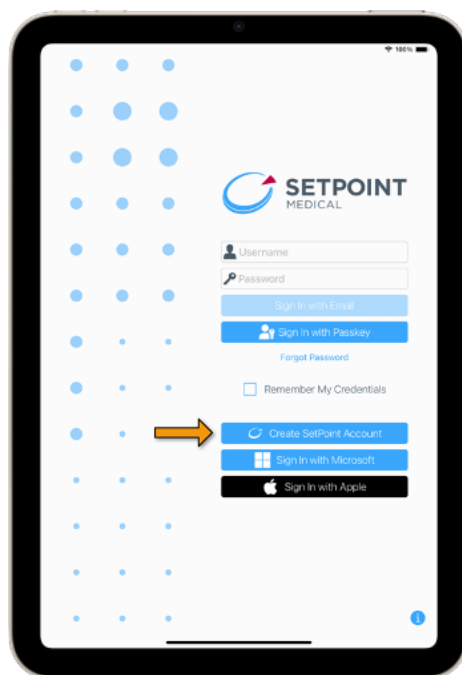 100%
SETPOINT
MEDICAL
Username
Password
Sign In with Email
Sign In with Passkey
Forgot Password
Remember My Credentials
Create SetPoint Account
Sign In with Microsoft
Sign In with Apple